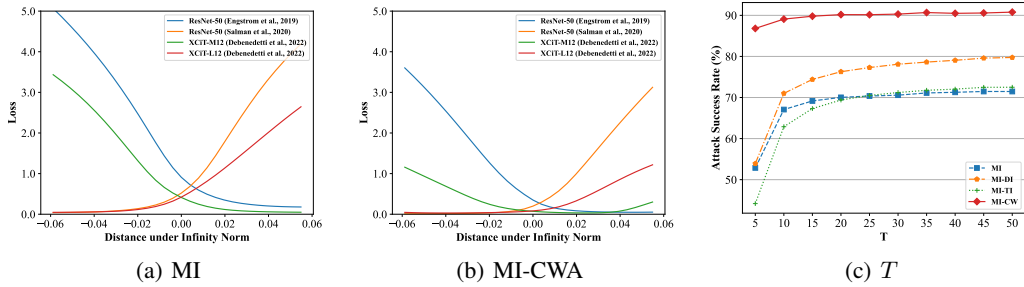 5.0
4.0
3.0
2.0
1.0
0.0
Loss
−0.06 −0.04 −0.02 0.00 0.02 0.04 0.06
Distance under Infinity Norm
ResNet-50 (Engstrom et al., 2019)
ResNet-50 (Salman et al., 2020)
XCiT-M12 (Debenedetti et al., 2022)
XCiT-L12 (Debenedetti et al., 2022)
(a) MI
5.0
4.0
3.0
2.0
1.0
0.0
Loss
−0.06 −0.04 −0.02 0.00 0.02 0.04 0.06
Distance under Infinity Norm
ResNet-50 (Engstrom et al., 2019)
ResNet-50 (Salman et al., 2020)
XCiT-M12 (Debenedetti et al., 2022)
XCiT-L12 (Debenedetti et al., 2022)
(b) MI-CWA
90
80
70
60
50
Attack Success Rate (%)
5 10 15 20 25 30 35 40 45 50
T
MI
MI-DI
MI-TI
MI-CW
(c) T